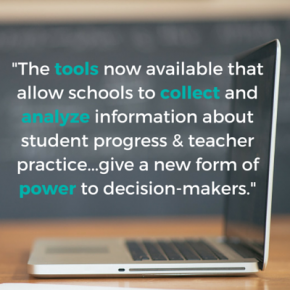 "The tools now available that
allow schools to collect and
analyze information about
student progress & teacher
practice...give a new form of
power to decision-makers."